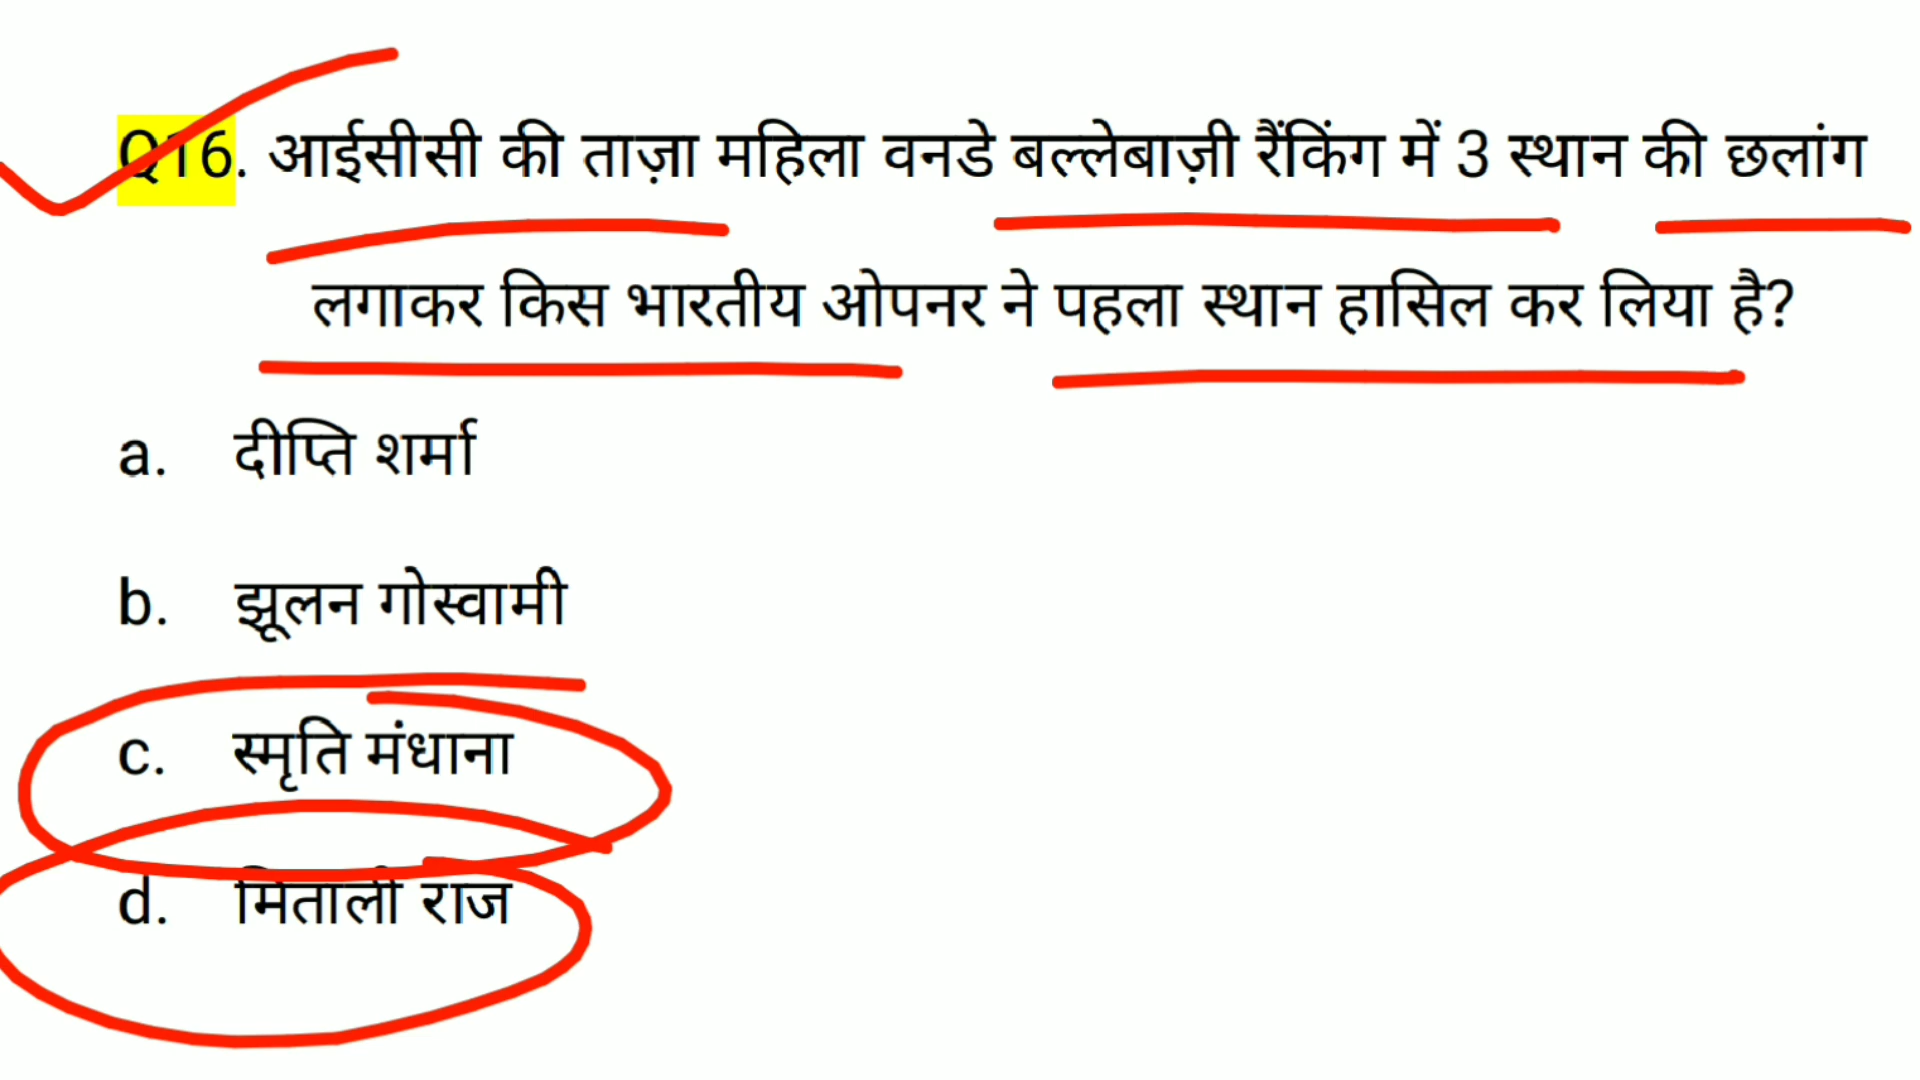 Q16. आईसीसी की ताज़ा महिला वनडे बल्लेबाज़ी रैंकिंग में 3 स्थान की छलांग
लगाकर किस भारतीय ओपनर ने पहला स्थान हासिल कर लिया है?
a. दीप्ति शर्मा
b. झूलन गोस्वामी
c. स्मृति मंधाना
d. मिताली राज